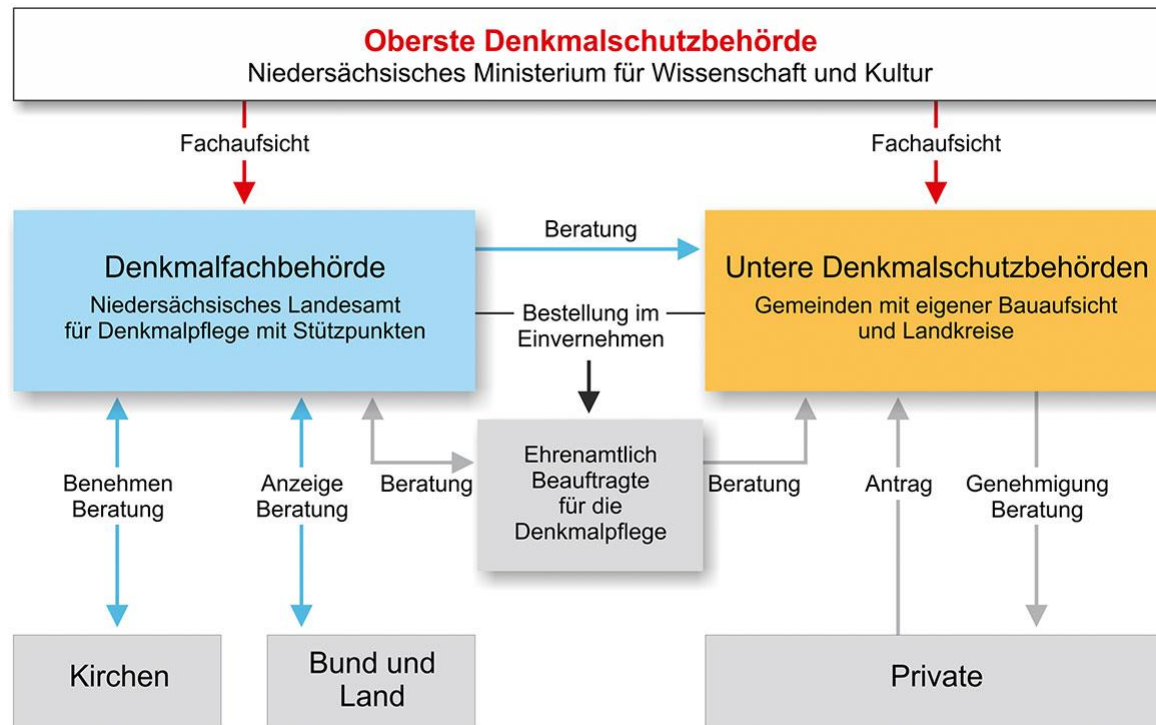 Oberste Denkmalschutzbehörde
Niedersächsisches Ministerium für Wissenschaft und Kultur
Fachaufsicht
Fachaufsicht
Denkmalfachbehörde
Niedersächsisches Landesamt
für Denkmalpflege mit Stützpunkten
Beratung
Bestellung im
Einvernehmen
Untere Denkmalschutzbehörden
Gemeinden mit eigener Bauaufsicht
und Landkreise
Benehmen
Beratung
Anzeige
Beratung
Beratung
Ehrenamtlich
Beauftragte
für die
Denkmalpflege
Beratung
Antrag
Genehmigung
Beratung
Kirchen
Bund und
Land
Private